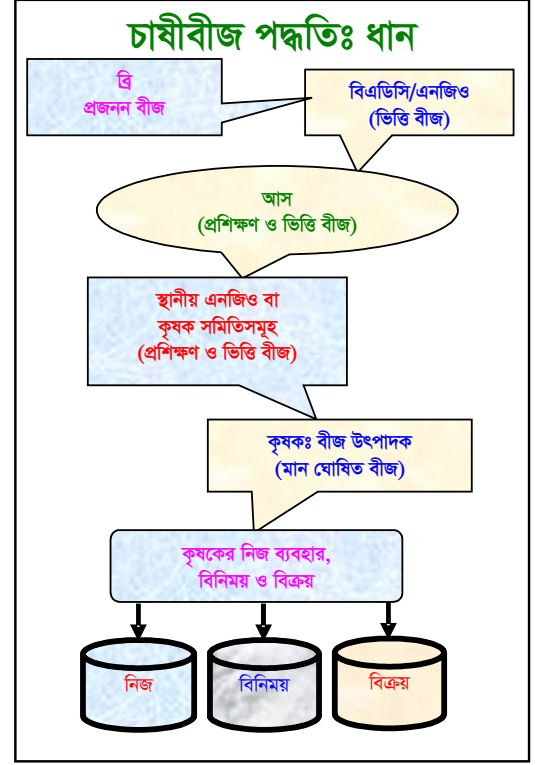 চাষীবীজ পদ্ধতিঃ ধান
ব্রি
প্রজনন বীজ
বিএডিসি/এনজিও
(ভিত্তি বীজ)
আস
(প্রশিক্ষণ ও ভিত্তি বীজ)
স্থানীয় এনজিও বা
কৃষক সমিতিসমূহ
(প্রশিক্ষণ ও ভিত্তি বীজ)
কৃষকঃ বীজ উৎপাদক
(মান ঘোষিত বীজ)
কৃষকের নিজ ব্যবহার,
বিনিময় ও বিক্রয়
নিজ
বিনিময়
বিক্রয়